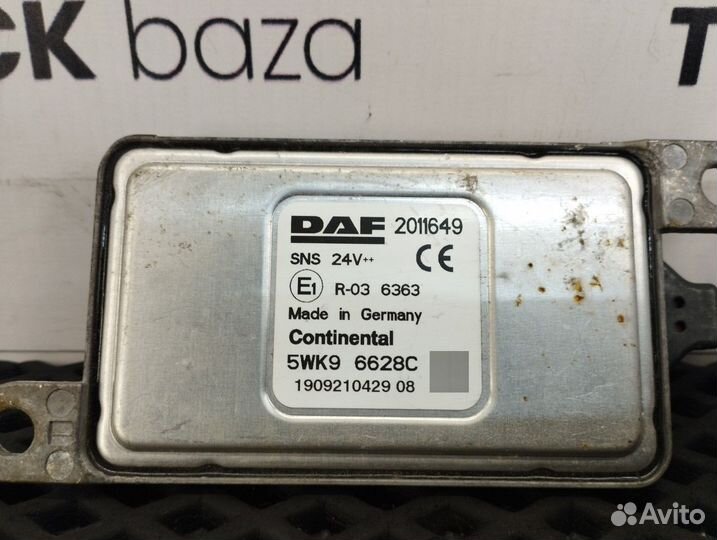 CK baza T
DAF 2011649
SNS 24V++ CE
E1 R-03 6363
Made in Germany
Continental
5WK9 6628C
1909210429 08
Avito